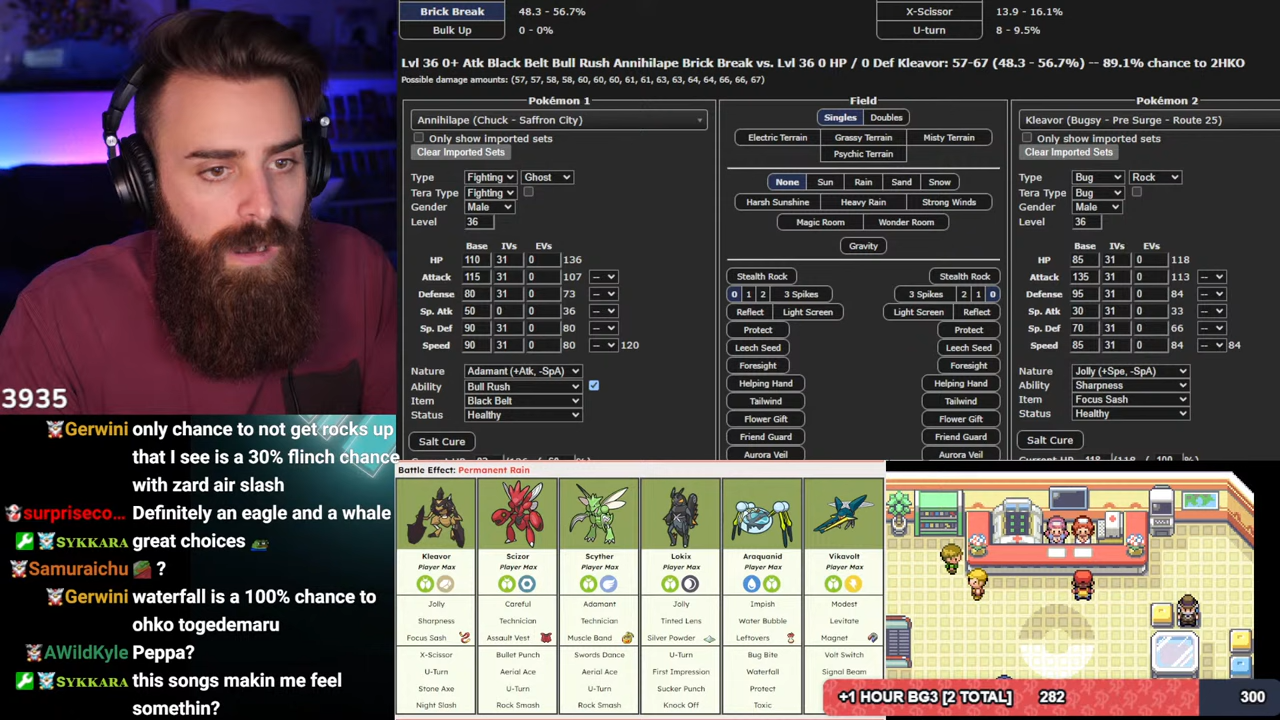 Brick Break 48.3 - 56.7%
X-Scissor 13.9 - 16.1%
Bulk Up 0 - 0%
U-turn 8 - 9.5%
Lvl 36 0+ Atk Black Belt Bull Rush Annihilape Brick Break vs. Lvl 36 0 HP / 0 Def Kleavor: 57-67 (48.3 - 56.7%) -- 89.1% chance to 2HKO
Possible damage amounts: (57, 57, 58, 58, 60, 60, 60, 61, 61, 63, 63, 64, 64, 66, 66, 67)
Pokémon 1
Annihilape (Chuck - Saffron City)
Only show imported sets
Clear Imported Sets
Type Fighting Ghost
Tera Type Fighting
Gender Male
Level 36
Base IVs EVs
HP 110 31 0 136
Attack 115 31 0 107 --
Defense 80 31 0 73 --
Sp. Atk 50 0 0 36 --
Sp. Def 90 31 0 80 --
Speed 90 31 0 80 -- 120
Nature Adamant (+Atk, -SpA)
Ability Bull Rush
Item Black Belt
Status Healthy
Salt Cure
Field
Singles Doubles
Electric Terrain Grassy Terrain Misty Terrain
Psychic Terrain
None Sun Rain Sand Snow
Harsh Sunshine Heavy Rain Strong Winds
Magic Room Wonder Room
Gravity
Stealth Rock Stealth Rock
0 1 2 3 Spikes 3 Spikes 2 1 0
Reflect Light Screen Light Screen Reflect
Protect Protect
Leech Seed Leech Seed
Foresight Foresight
Helping Hand Helping Hand
Tailwind Tailwind
Flower Gift Flower Gift
Friend Guard Friend Guard
Aurora Veil Aurora Veil
Pokémon 2
Kleavor (Bugsy - Pre Surge - Route 25)
Only show imported sets
Clear Imported Sets
Type Bug Rock
Tera Type Bug
Gender Male
Level 36
Base IVs EVs
HP 85 31 0 118
Attack 135 31 0 113 --
Defense 95 31 0 84 --
Sp. Atk 30 31 0 33 --
Sp. Def 70 31 0 66 --
Speed 85 31 0 84 -- 84
Nature Jolly (+Spe, -SpA)
Ability Sharpness
Item Focus Sash
Status Healthy
Salt Cure
3935
Gerwini only chance to not get rocks up
that I see is a 30% flinch chance
with zard air slash
surpriseco... Definitely an eagle and a whale
SYKKARA great choices
Samuraichu ?
Gerwini waterfall is a 100% chance to
ohko togedemaru
AWildKyle Peppa?
SYKKARA this songs makin me feel
somethin?
Battle Effect: Permanent Rain
Kleavor Scizor Scyther Lokix Araquanid Vikavolt
Player Max Player Max Player Max Player Max Player Max Player Max
Jolly Careful Adamant Jolly Impish Modest
Sharpness Technician Technician Tinted Lens Water Bubble Levitate
Focus Sash Assault Vest Muscle Band Silver Powder Leftovers Magnet
X-Scissor Bullet Punch Swords Dance U-Turn Bug Bite Volt Switch
U-Turn Aerial Ace Aerial Ace First Impression Waterfall Signal Beam
Stone Axe U-Turn U-Turn Sucker Punch Protect
Night Slash Rock Smash Rock Smash Knock Off Toxic
+1 HOUR BG3 [2 TOTAL] 282 300